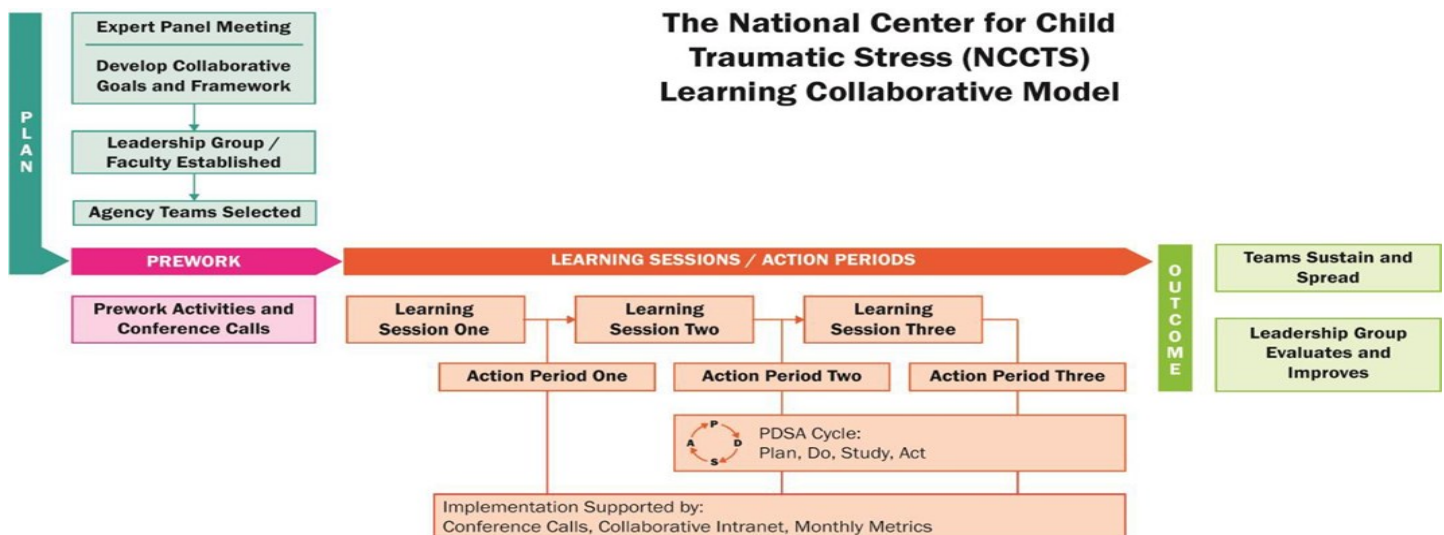 The National Center for Child
Traumatic Stress (NCCTS)
Learning Collaborative Model
PLAN
Expert Panel Meeting
Develop Collaborative
Goals and Framework
Leadership Group /
Faculty Established
Agency Teams Selected
PREWORK
Prework Activities and
Conference Calls
LEARNING SESSIONS / ACTION PERIODS
Learning
Session One
Learning
Session Two
Learning
Session Three
Action Period One
Action Period Two
Action Period Three
P
D
S
A
PDSA Cycle:
Plan, Do, Study, Act
Implementation Supported by:
Conference Calls, Collaborative Intranet, Monthly Metrics
OUTCOME
Teams Sustain and
Spread
Leadership Group
Evaluates and
Improves